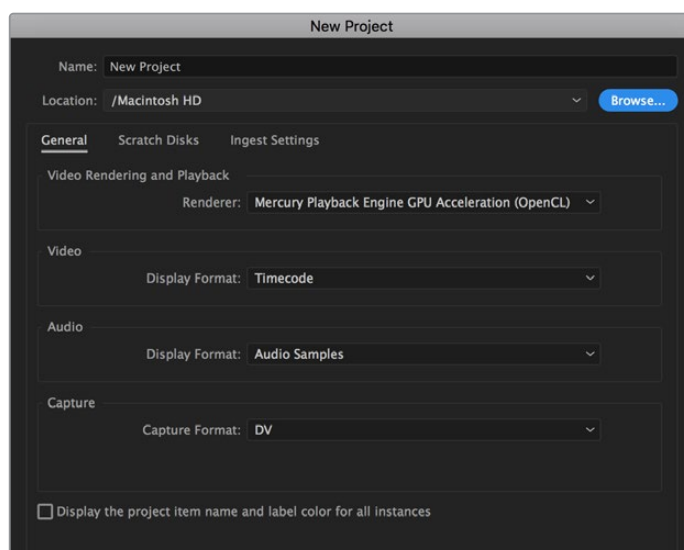 New Project
Name: New Project
Location: /Macintosh HD Browse...
General Scratch Disks Ingest Settings
Video Rendering and Playback
Renderer: Mercury Playback Engine GPU Acceleration (OpenCL)
Video
Display Format: Timecode
Audio
Display Format: Audio Samples
Capture
Capture Format: DV
Display the project item name and label color for all instances